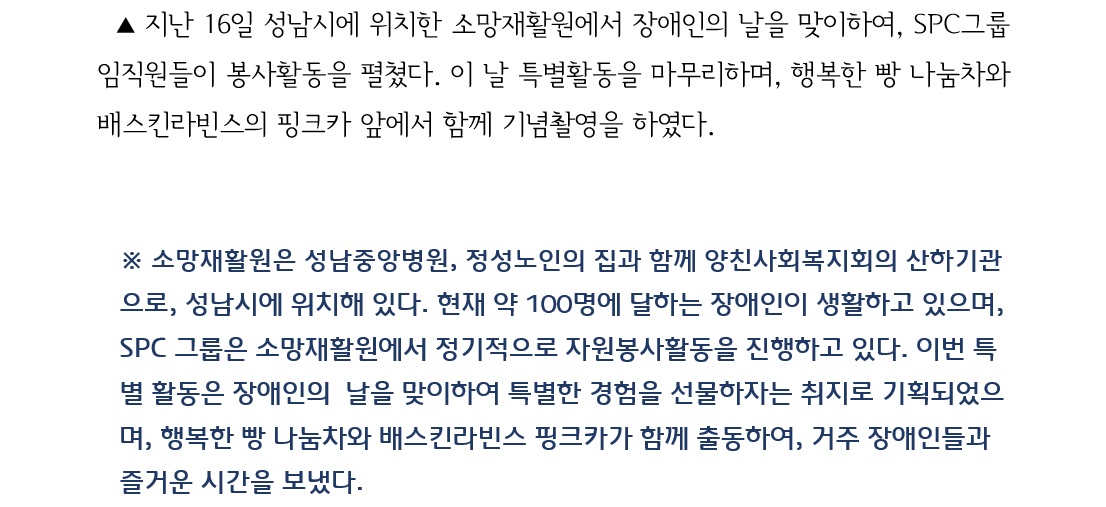 ▲ 지난 16일 성남시에 위치한 소망재활원에서 장애인의 날을 맞이하여, SPC그룹
임직원들이 봉사활동을 펼쳤다. 이 날 특별활동을 마무리하며, 행복한 빵 나눔차와
배스킨라빈스의 핑크카 앞에서 함께 기념촬영을 하였다.
※ 소망재활원은 성남중앙병원, 정성노인의 집과 함께 양친사회복지회의 산하기관
으로, 성남시에 위치해 있다. 현재 약 100명에 달하는 장애인이 생활하고 있으며,
SPC 그룹은 소망재활원에서 정기적으로 자원봉사활동을 진행하고 있다. 이번 특
별 활동은 장애인의  날을 맞이하여 특별한 경험을 선물하자는 취지로 기획되었으
며, 행복한 빵 나눔차와 배스킨라빈스 핑크카가 함께 출동하여, 거주 장애인들과
즐거운 시간을 보냈다.